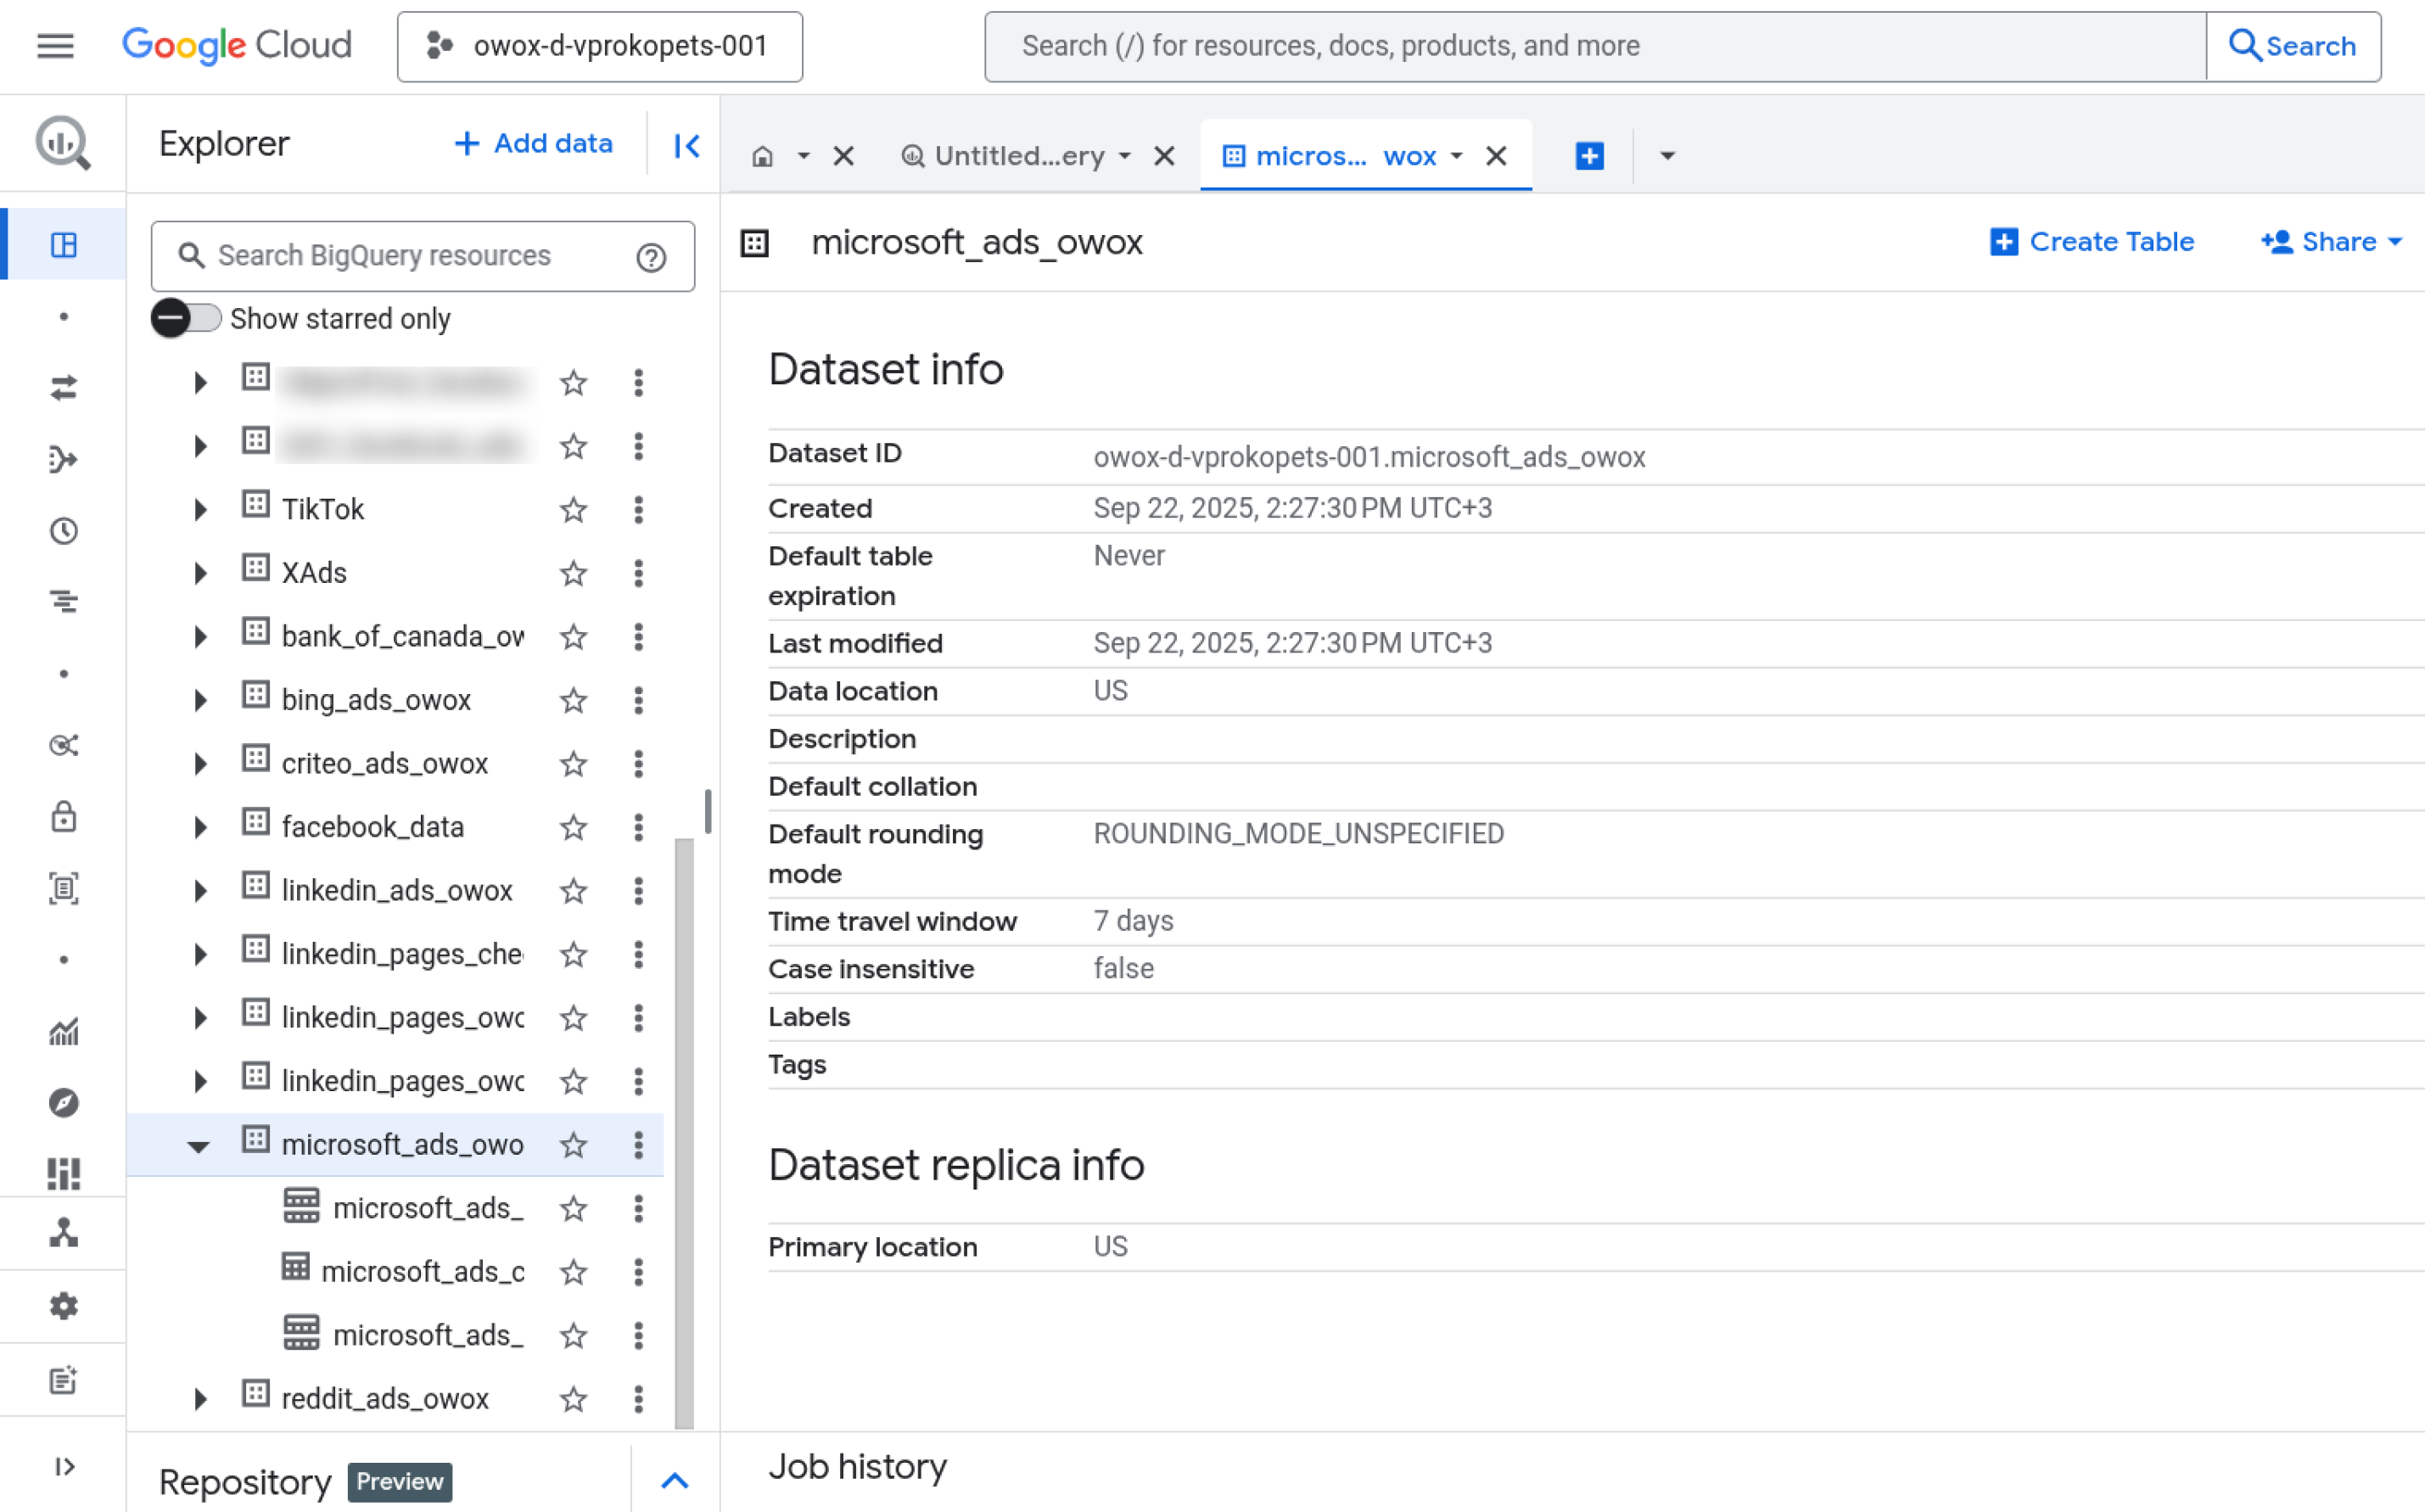 Google Cloud
owox-d-vprokopets-001
Search (/) for resources, docs, products, and more
Search
Explorer
+ Add data
Untitled...ery
micros... wox
Search BigQuery resources
Show starred only
TikTok
XAds
bank_of_canada_ow
bing_ads_owox
criteo_ads_owox
facebook_data
linkedin_ads_owox
linkedin_pages_che
linkedin_pages_owo
linkedin_pages_owo
microsoft_ads_owo
microsoft_ads_
microsoft_ads_c
microsoft_ads_
reddit_ads_owox
Repository Preview
microsoft_ads_owox
Create Table
Share
Dataset info
Dataset ID owox-d-vprokopets-001.microsoft_ads_owox
Created Sep 22, 2025, 2:27:30 PM UTC+3
Default table Never
expiration
Last modified Sep 22, 2025, 2:27:30 PM UTC+3
Data location US
Description
Default collation
Default rounding ROUNDING_MODE_UNSPECIFIED
mode
Time travel window 7 days
Case insensitive false
Labels
Tags
Dataset replica info
Primary location US
Job history